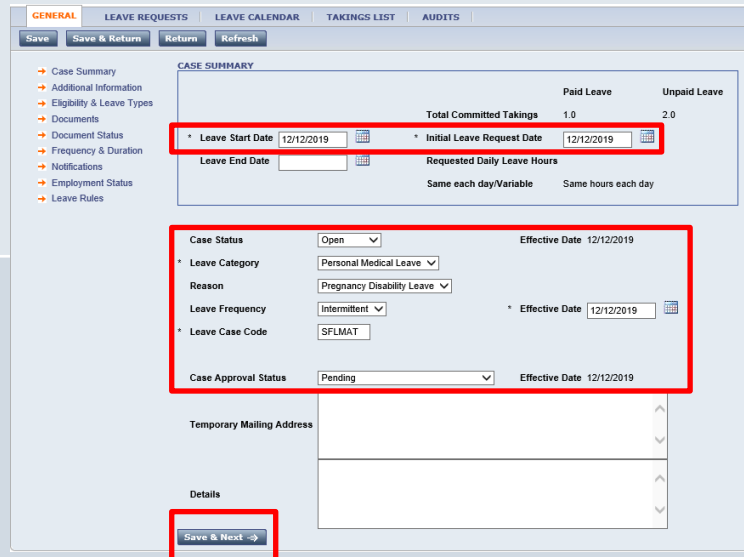 GENERAL LEAVE REQUESTS LEAVE CALENDAR TAKINGS LIST AUDITS
Save Save & Return Return Refresh
Case Summary
Additional Information
Eligibility & Leave Types
Documents
Document Status
Frequency & Duration
Notifications
Employment Status
Leave Rules
CASE SUMMARY
Paid Leave Unpaid Leave
Total Committed Takings 1.0 2.0
* Leave Start Date 12/12/2019 * Initial Leave Request Date 12/12/2019
Leave End Date Requested Daily Leave Hours
Same each day/Variable Same hours each day
Case Status Open Effective Date 12/12/2019
* Leave Category Personal Medical Leave
Reason Pregnancy Disability Leave
Leave Frequency Intermittent * Effective Date 12/12/2019
* Leave Case Code SFLMAT
Case Approval Status Pending Effective Date 12/12/2019
Temporary Mailing Address
Details
Save & Next